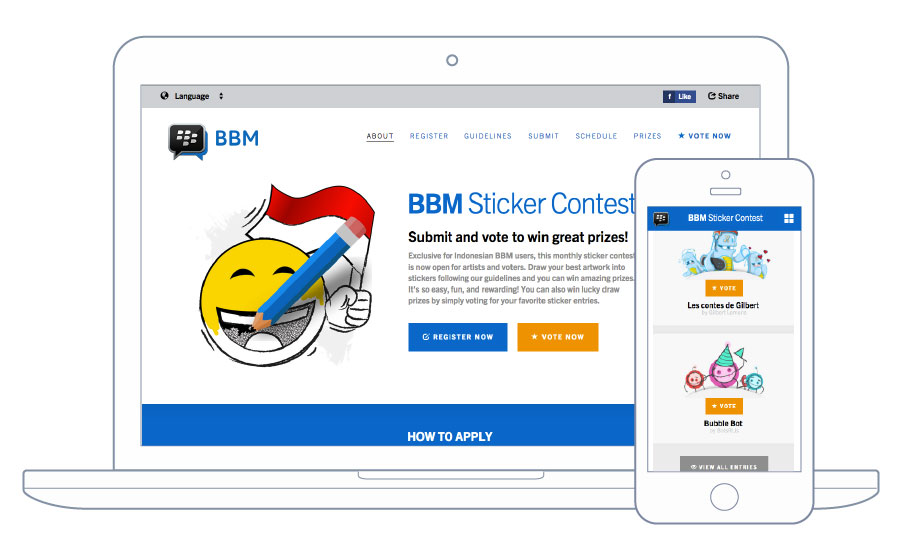 Language
f Like
Share
BBM
ABOUT REGISTER GUIDELINES SUBMIT SCHEDULE PRIZES ★ VOTE NOW
BBM Sticker Contest
Submit and vote to win great prizes!
Exclusive for Indonesian BBM users, this monthly sticker contest
is now open for artists and voters. Draw your best artwork into
stickers following our guidelines and you can win amazing prizes.
It's so easy, fun, and rewarding! You can also win lucky draw
prizes by simply voting for your favorite sticker entries.
REGISTER NOW
★ VOTE NOW
HOW TO APPLY
BBM Sticker Contest
★ VOTE
Les contes de Gilbert
by Gilbert
★ VOTE
Bubble Bot
by
VIEW ALL ENTRIES